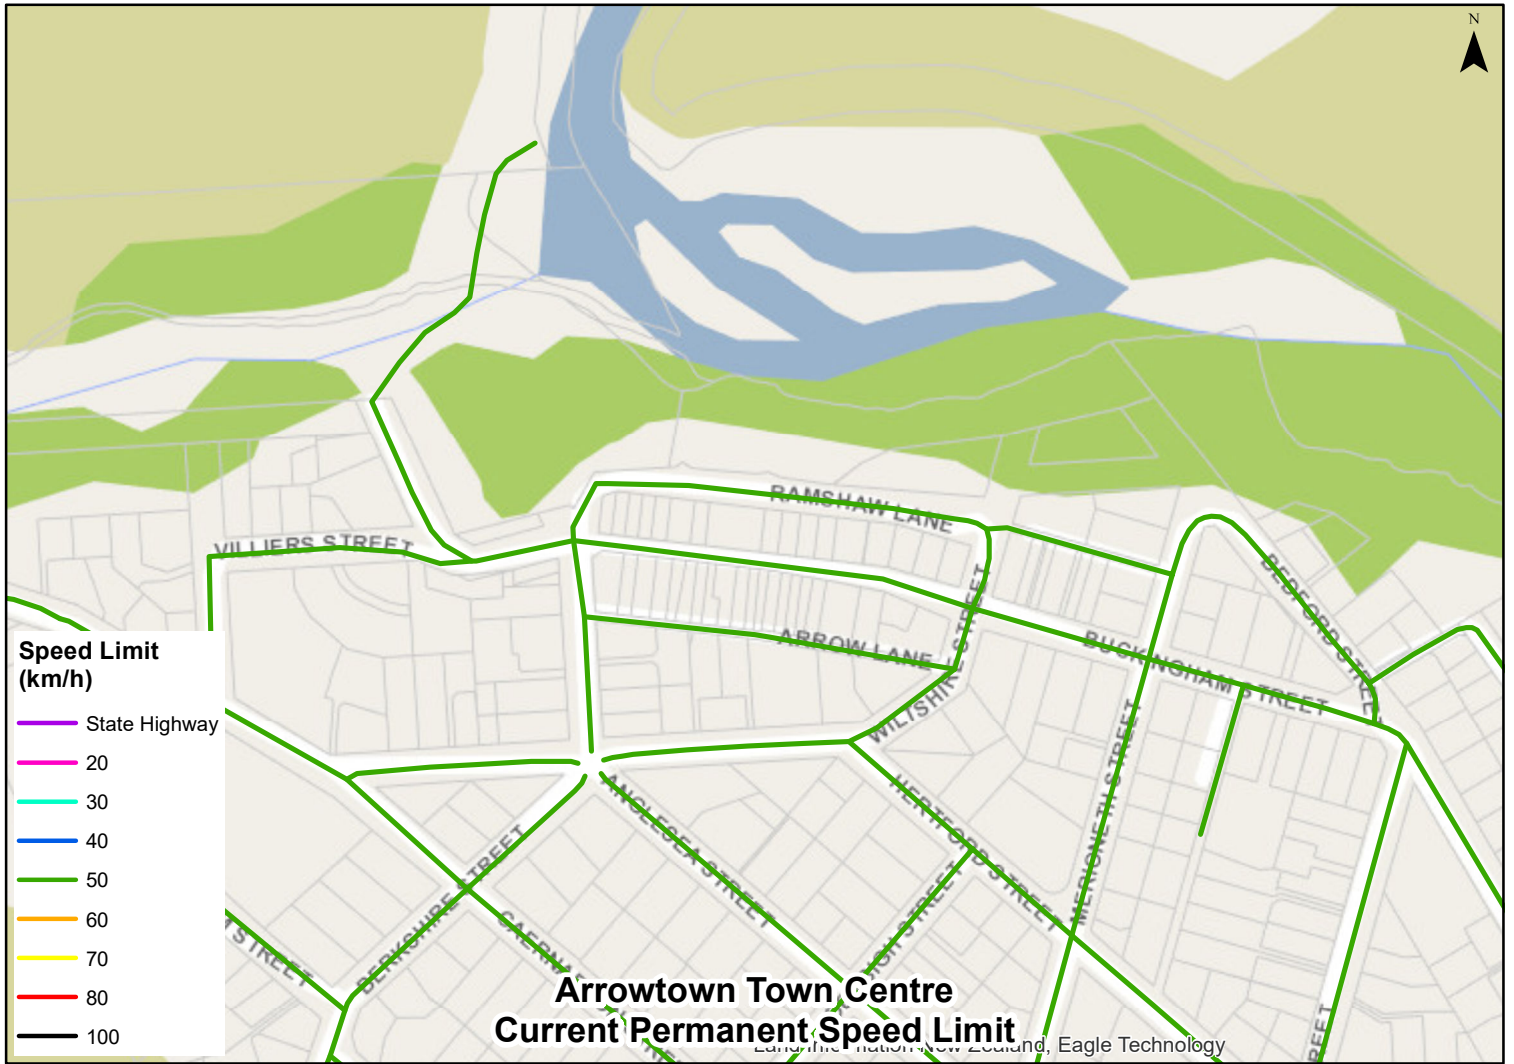 N
RAMSHAW LANE
VILLIERS STREET
BEDFORD STREET
ARROW LANE
WILTSHIRE STREET
BUCKINGHAM STREET
Speed Limit
(km/h)
State Highway
20
30
40
50
60
70
80
100
HERTFORD STREET
MERIONETH STREET
ANGLESEA STREET
BERKSHIRE STREET
STREET
STREET
Arrowtown Town Centre
Current Permanent Speed Limit
New Zealand, Eagle Technology